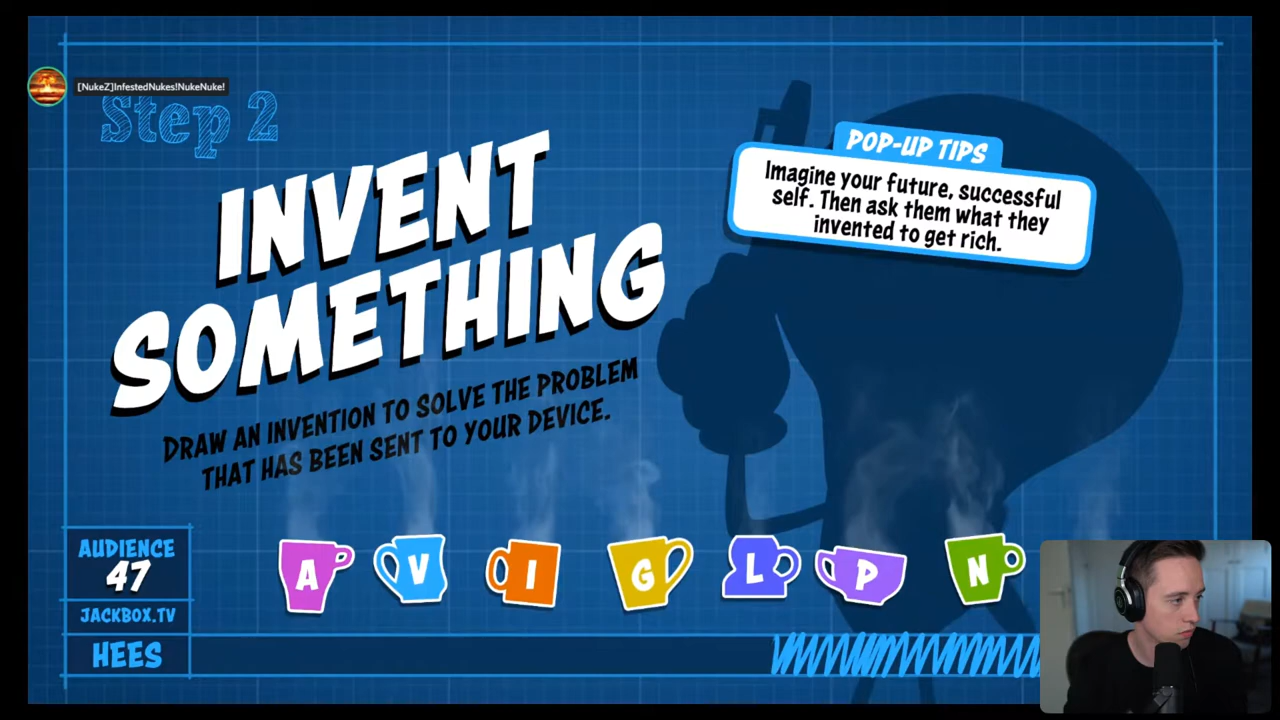 [NukeZ]InfestedNukes!NukeNuke!
Step 2
INVENT
SOMETHING
DRAW AN INVENTION TO SOLVE THE PROBLEM
THAT HAS BEEN SENT TO YOUR DEVICE.
POP-UP TIPS
Imagine your future, successful
self. Then ask them what they
invented to get rich.
A V I G L P N
AUDIENCE
47
JACKBOX.TV
HEES